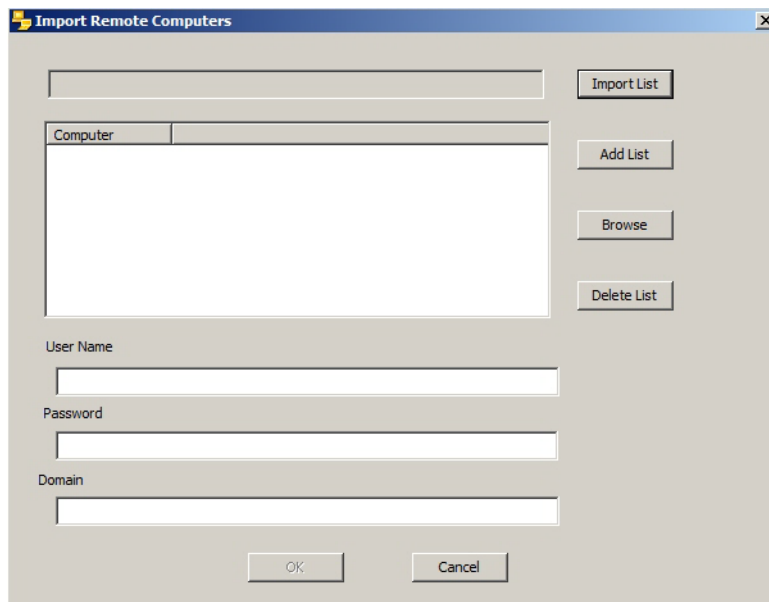 Import Remote Computers
Import List
Computer
Add List
Browse
Delete List
User Name
Password
Domain
OK
Cancel